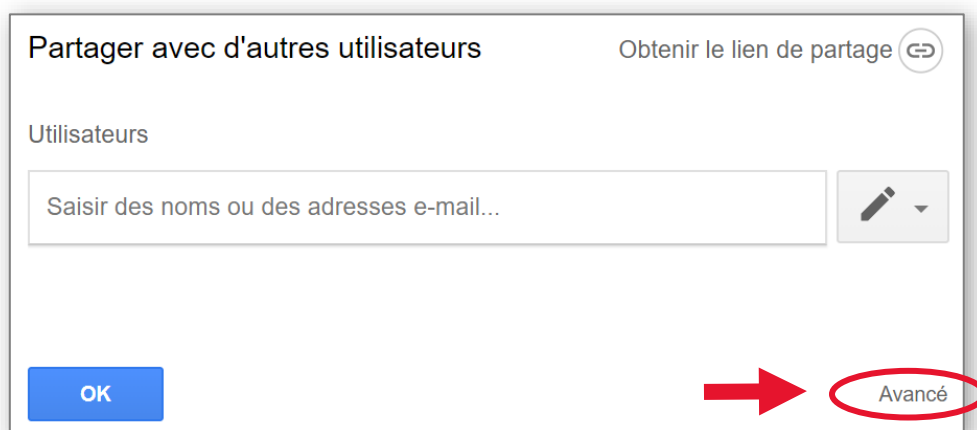 Partager avec d'autres utilisateurs
Obtenir le lien de partage
Utilisateurs
Saisir des noms ou des adresses e-mail...
OK
Avancé